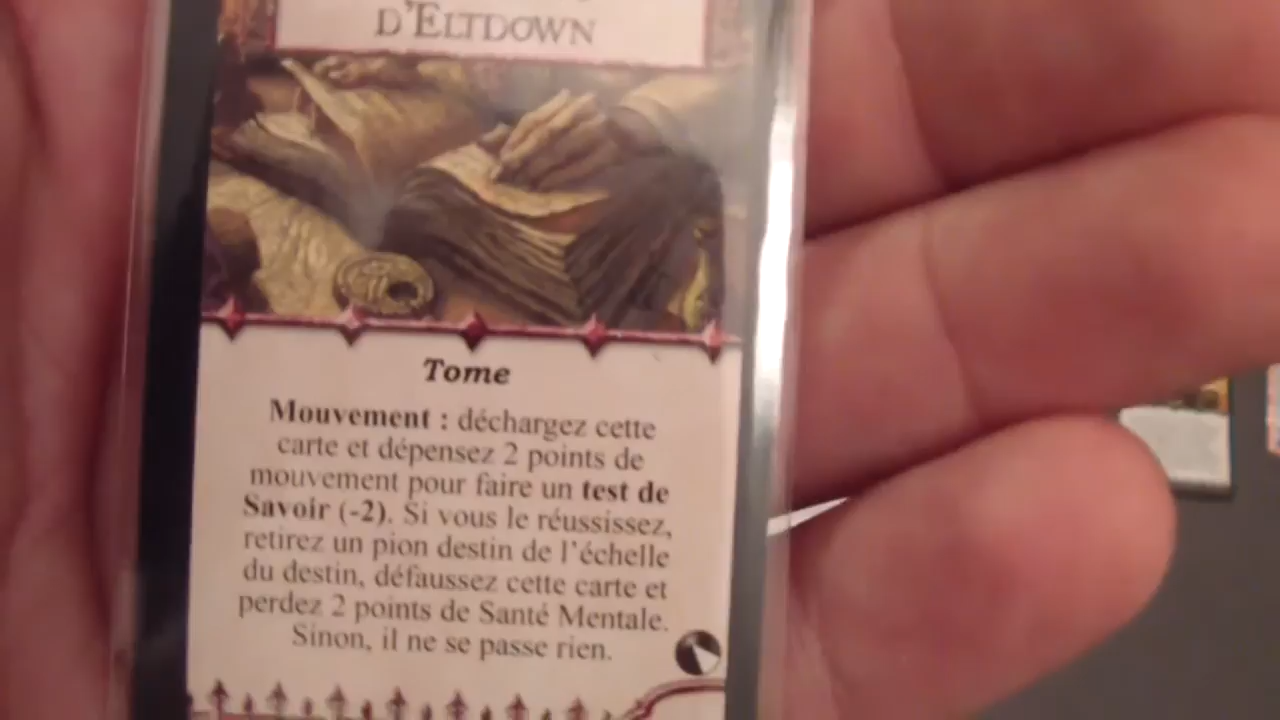 D'ELTDOWN
Tome
Mouvement : déchargez cette
carte et dépensez 2 points de
mouvement pour faire un test de
Savoir (-2). Si vous le réussissez,
retirez un pion destin de l'échelle
du destin, défaussez cette carte et
perdez 2 points de Santé Mentale.
Sinon, il ne se passe rien.